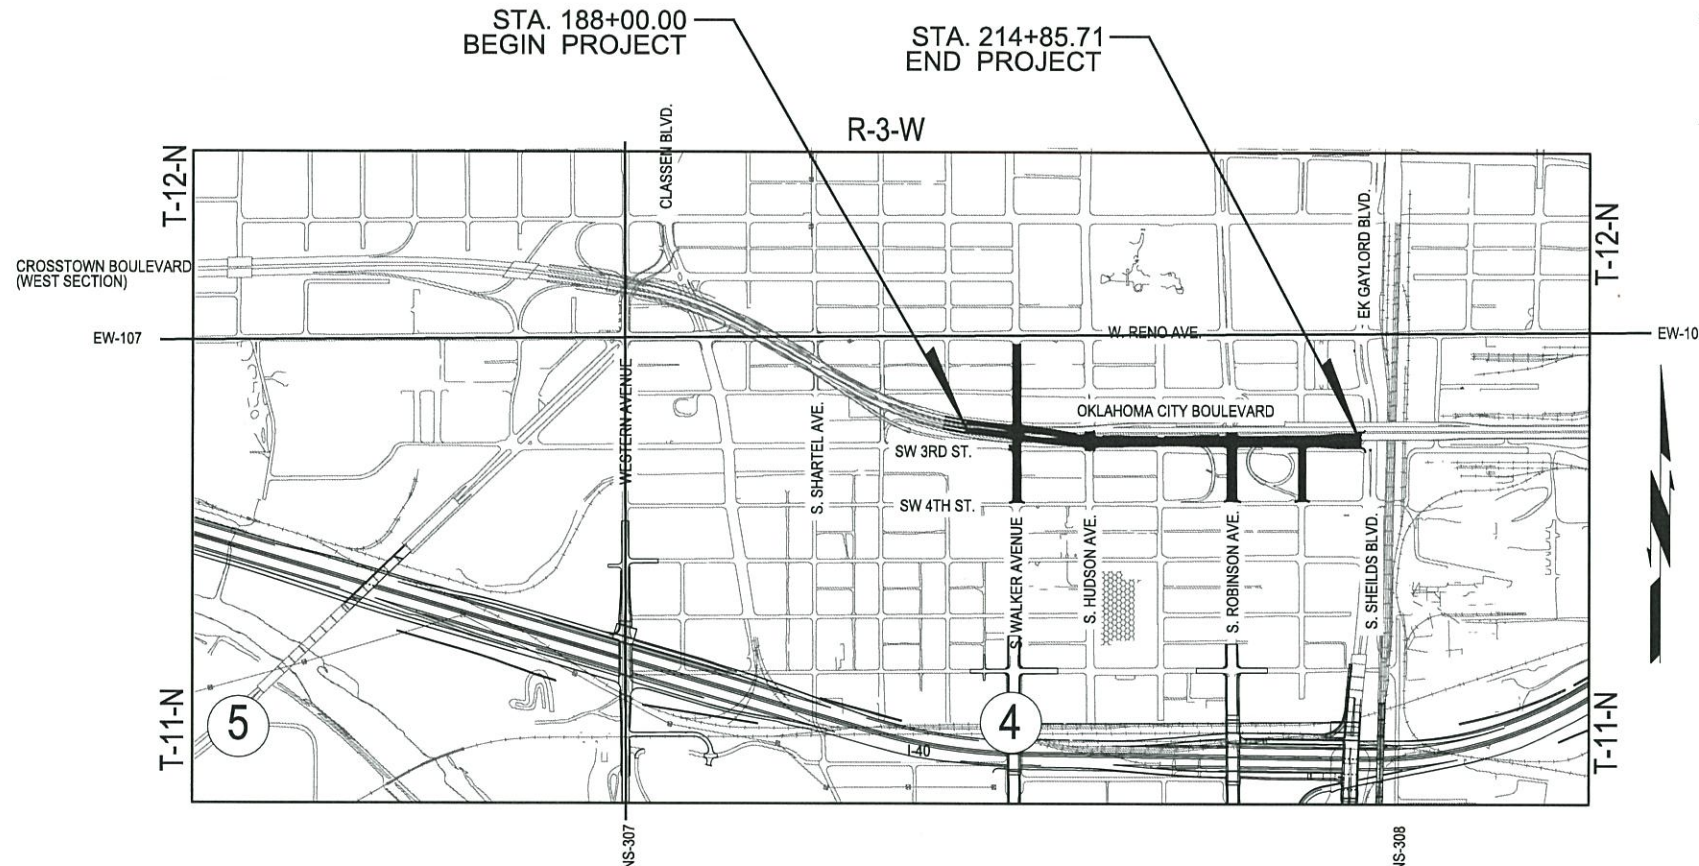 STA. 188+00.00
BEGIN PROJECT
STA. 214+85.71
END PROJECT
R-3-W
CLASSEN BLVD.
T-12-N
T-12-N
EK GAYLORD BLVD.
CROSSTOWN BOULEVARD
(WEST SECTION)
EW-107
W. RENO AVE.
EW-10
WESTERN AVENUE
S. SHARTEL AVE.
OKLAHOMA CITY BOULEVARD
SW 3RD ST.
SW 4TH ST.
S. WALKER AVENUE
S. HUDSON AVE.
S. ROBINSON AVE.
S. SHEILDS BLVD.
N
T-11-N
5
4
I-40
T-11-N
NS-307
NS-308